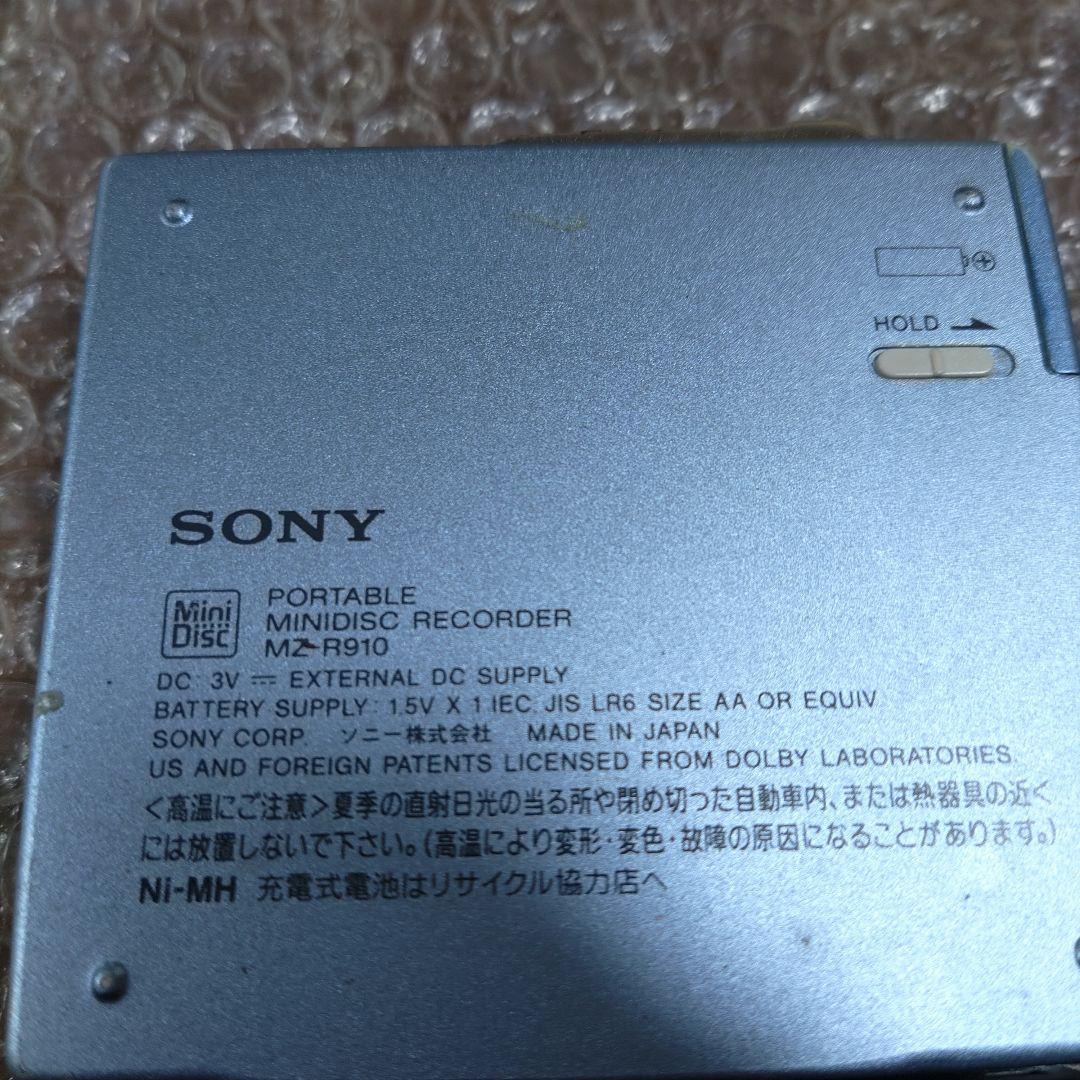 HOLD
SONY
Mini Disc
PORTABLE
MINIDISC RECORDER
MZ-R910
DC 3V ⎓ EXTERNAL DC SUPPLY
BATTERY SUPPLY: 1.5V X 1 IEC. JIS LR6 SIZE AA OR EQUIV
SONY CORP. ソニー株式会社 MADE IN JAPAN
US AND FOREIGN PATENTS LICENSED FROM DOLBY LABORATORIES.
<高温にご注意>夏季の直射日光の当る所や閉め切った自動車内、または熱器具の近く
には放置しないで下さい。(高温により変形・変色・故障の原因になることがあります。)
Ni-MH 充電式電池はリサイクル協力店へ